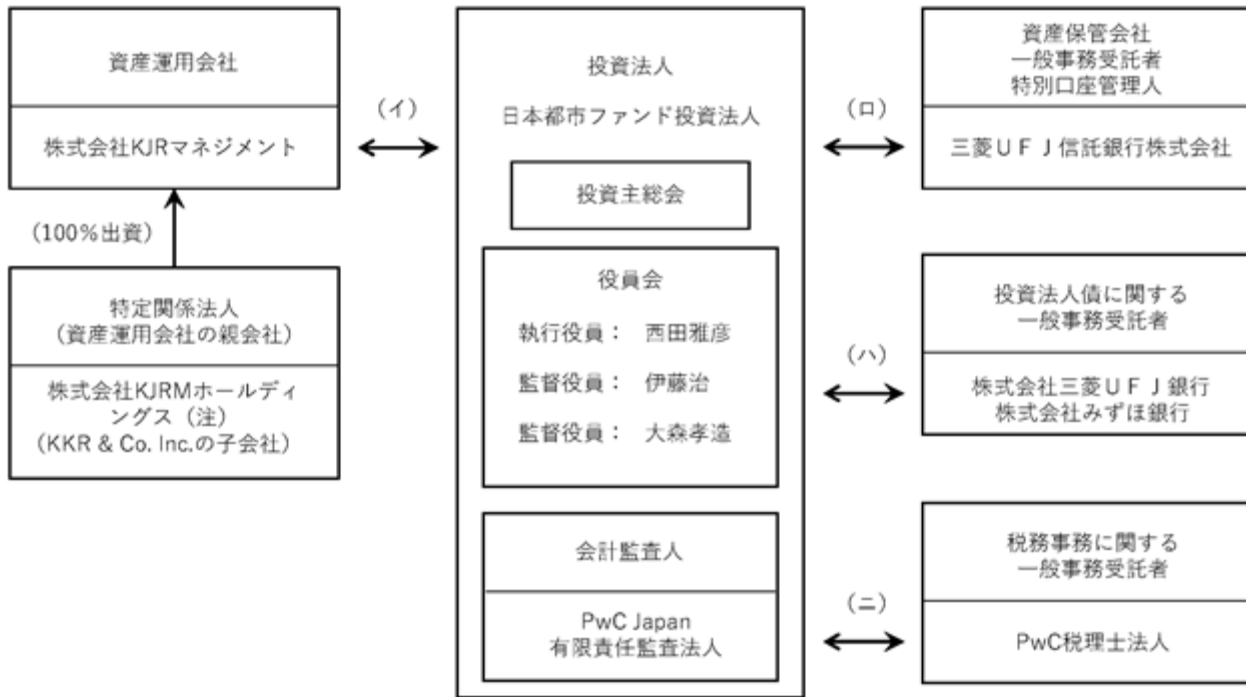 資産運用会社
株式会社KJRマネジメント
(100%出資)
特定関係法人
(資産運用会社の親会社)
株式会社KJRMホールディ
ングス（注）
(KKR & Co. Inc.の子会社)
（イ）
投資法人
日本都市ファンド投資法人
投資主総会
役員会
執行役員： 西田雅彦
監督役員： 伊藤治
監督役員： 大森孝造
会計監査人
PwC Japan
有限責任監査法人
（ロ）
資産保管会社
一般事務受託者
特別口座管理人
三菱ＵＦＪ信託銀行株式会社
（ハ）
投資法人債に関する
一般事務受託者
株式会社三菱ＵＦＪ銀行
株式会社みずほ銀行
（ニ）
税務事務に関する
一般事務受託者
PwC税理士法人